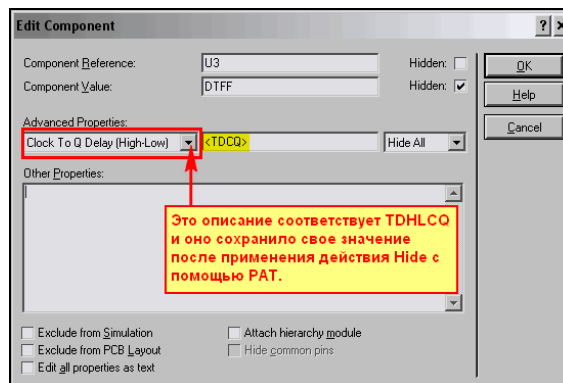 Edit Component
Component Reference: U3 Hidden:
Component Value: DTFF Hidden:
OK
Help
Cancel
Advanced Properties:
Clock To Q Delay (High-Low) <TDCQ> Hide All
Other Properties:
Это описание соответствует TDHLCQ
и оно сохранило свое значение
после применения действия Hide с
помощью PAT.
Exclude from Simulation Attach hierarchy module
Exclude from PCB Layout Hide common pins
Edit all properties as text